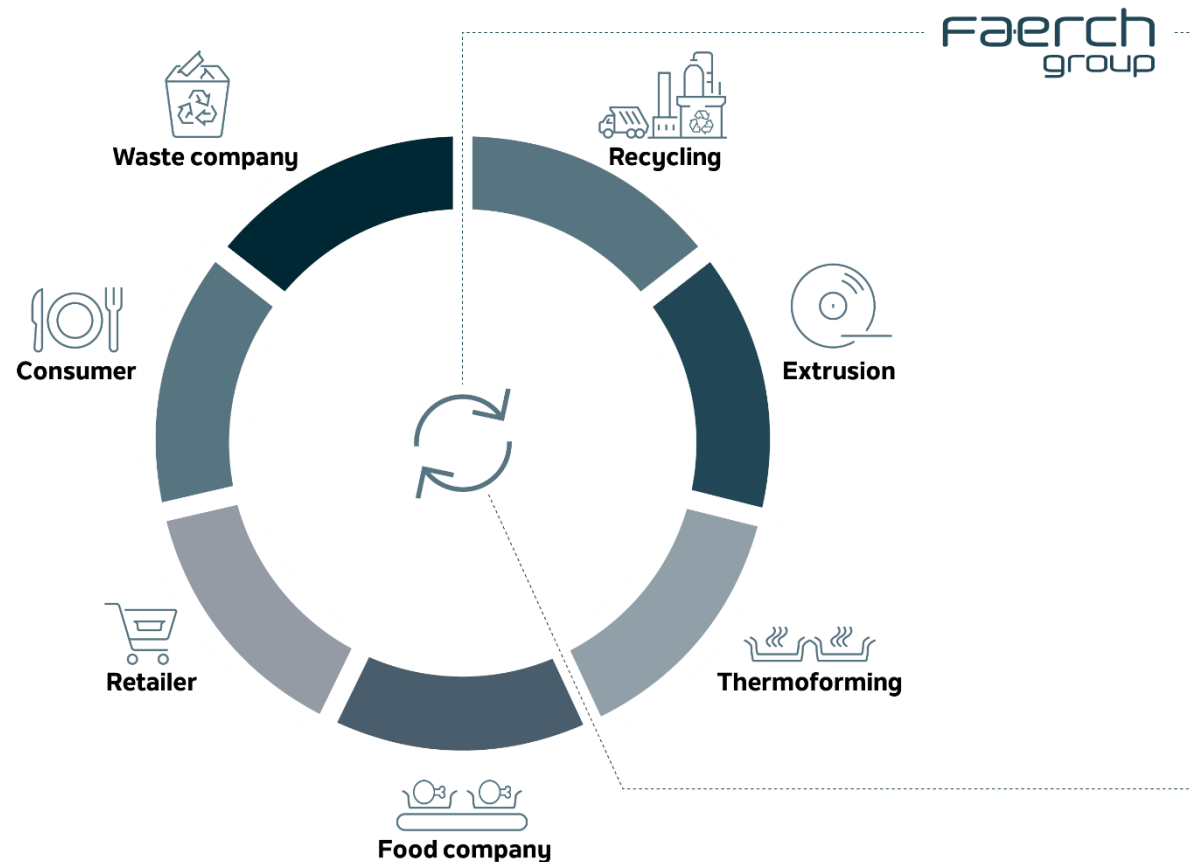 Faerch
group
Waste company
Recycling
Consumer
Extrusion
Retailer
Thermoforming
Food company